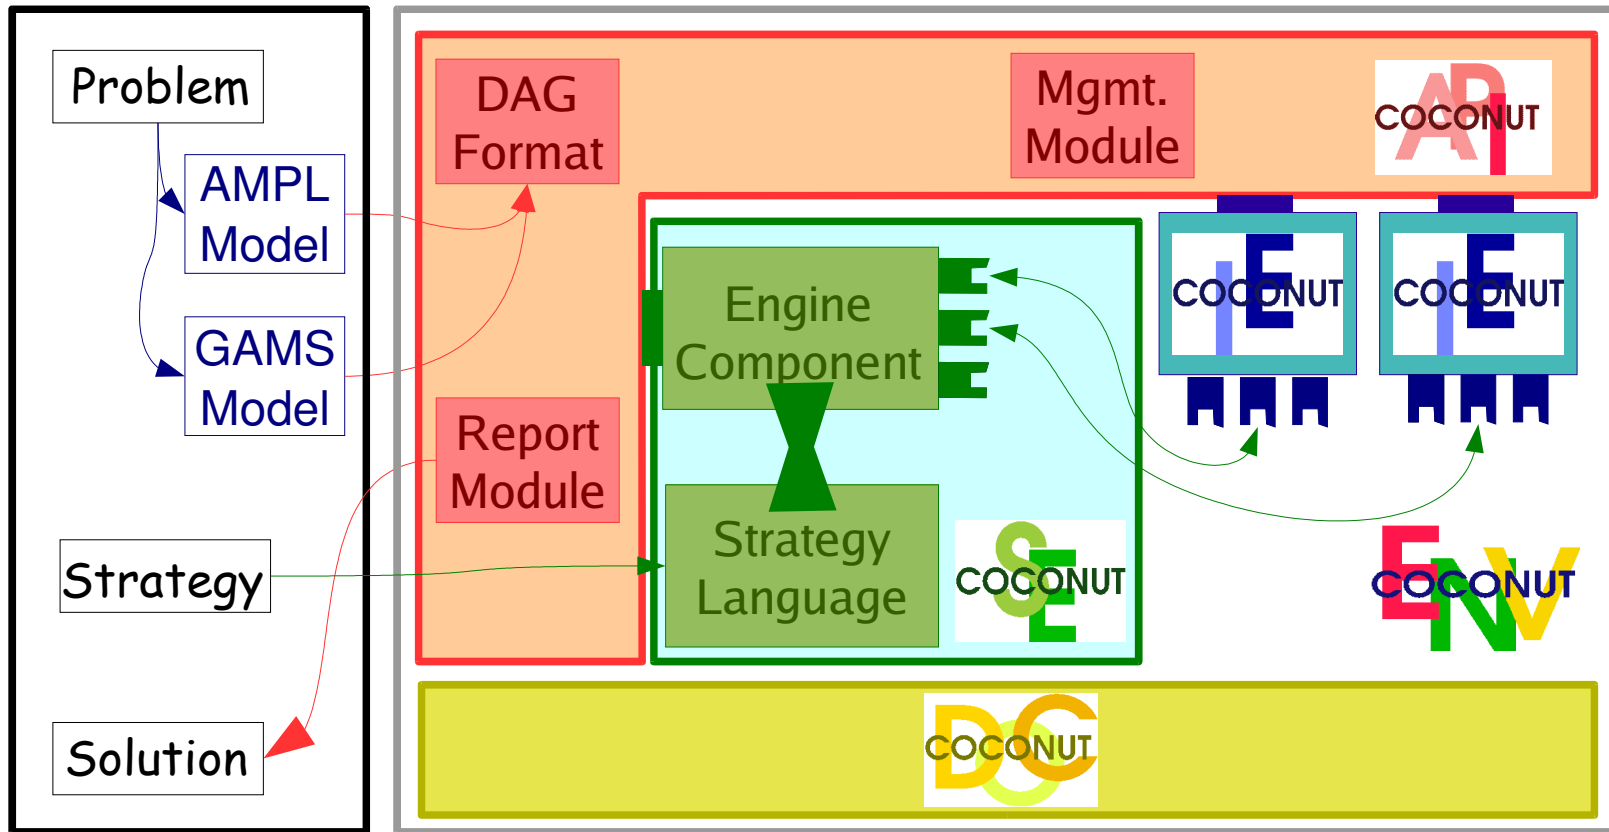 Problem
AMPL
Model
GAMS
Model
Strategy
Solution
DAG
Format
Mgmt.
Module
API
COCONUT
Report
Module
Engine
Component
Strategy
Language
SE
COCONUT
IE
COCONUT
IE
COCONUT
ENV
COCONUT
DOC
COCONUT